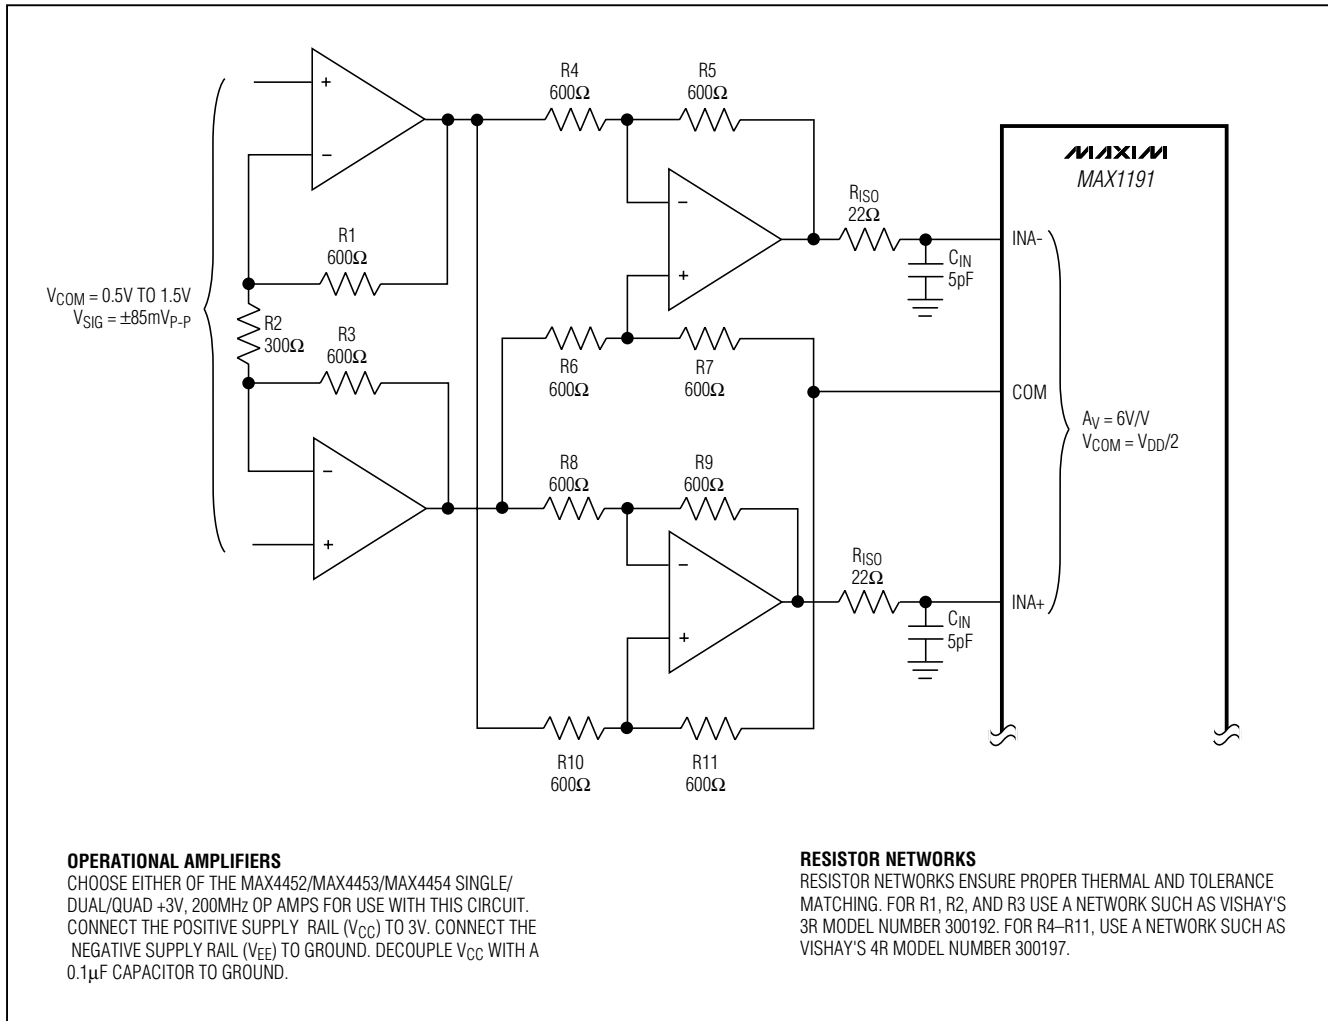 R4
600Ω
R5
600Ω
+
−
R1
600Ω
VCOM = 0.5V TO 1.5V
VSIG = ±85mVP-P
R2
300Ω
R3
600Ω
−
+
−
+
RISO
22Ω
CIN
5pF
MAXIM
MAX1191
INA-
R6
600Ω
R7
600Ω
COM
AV = 6V/V
VCOM = VDD/2
R8
600Ω
R9
600Ω
−
+
RISO
22Ω
CIN
5pF
INA+
R10
600Ω
R11
600Ω
OPERATIONAL AMPLIFIERS
CHOOSE EITHER OF THE MAX4452/MAX4453/MAX4454 SINGLE/
DUAL/QUAD +3V, 200MHz OP AMPS FOR USE WITH THIS CIRCUIT.
CONNECT THE POSITIVE SUPPLY RAIL (VCC) TO 3V. CONNECT THE
NEGATIVE SUPPLY RAIL (VEE) TO GROUND. DECOUPLE VCC WITH A
0.1µF CAPACITOR TO GROUND.
RESISTOR NETWORKS
RESISTOR NETWORKS ENSURE PROPER THERMAL AND TOLERANCE
MATCHING. FOR R1, R2, AND R3 USE A NETWORK SUCH AS VISHAY'S
3R MODEL NUMBER 300192. FOR R4–R11, USE A NETWORK SUCH AS
VISHAY'S 4R MODEL NUMBER 300197.